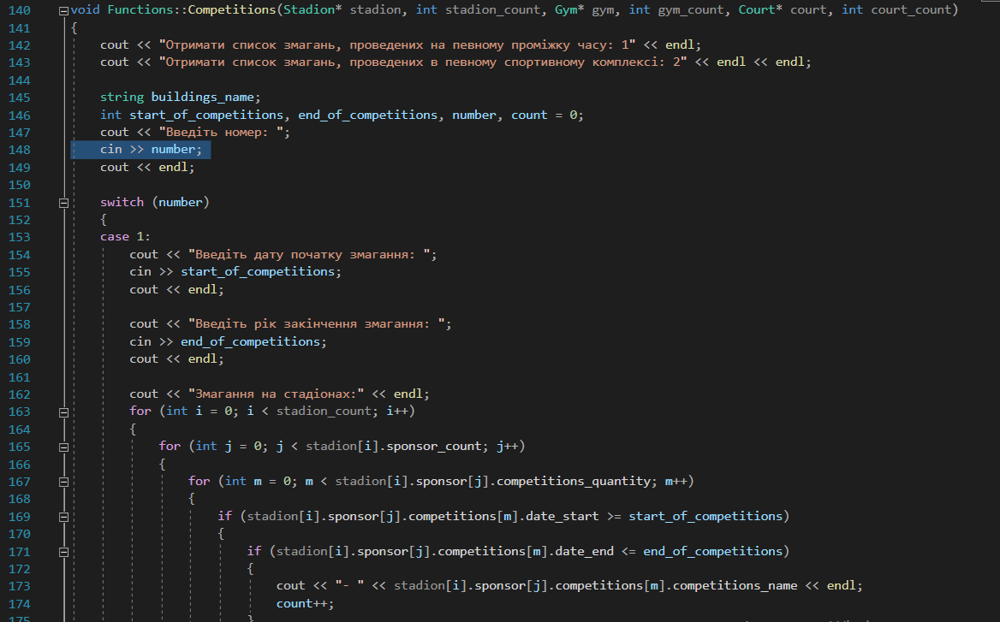 140 void Functions::Competitions(Stadion* stadion, int stadion_count, Gym* gym, int gym_count, Court* court, int court_count)
141 {
142 cout << "Отримати список змагань, проведених на певному проміжку часу: 1" << endl;
143 cout << "Отримати список змагань, проведених в певному спортивному комплексі: 2" << endl << endl;
144
145 string buildings_name;
146 int start_of_competitions, end_of_competitions, number, count = 0;
147 cout << "Введіть номер: ";
148 cin >> number;
149 cout << endl;
150
151 switch (number)
152 {
153 case 1:
154 cout << "Введіть дату початку змагання: ";
155 cin >> start_of_competitions;
156 cout << endl;
157
158 cout << "Введіть рік закінчення змагання: ";
159 cin >> end_of_competitions;
160 cout << endl;
161
162 cout << "Змагання на стадіонах:" << endl;
163 for (int i = 0; i < stadion_count; i++)
164 {
165 for (int j = 0; j < stadion[i].sponsor_count; j++)
166 {
167 for (int m = 0; m < stadion[i].sponsor[j].competitions_quantity; m++)
168 {
169 if (stadion[i].sponsor[j].competitions[m].date_start >= start_of_competitions)
170 {
171 if (stadion[i].sponsor[j].competitions[m].date_end <= end_of_competitions)
172 {
173 cout << "- " << stadion[i].sponsor[j].competitions[m].competitions_name << endl;
174 count++;
175 }